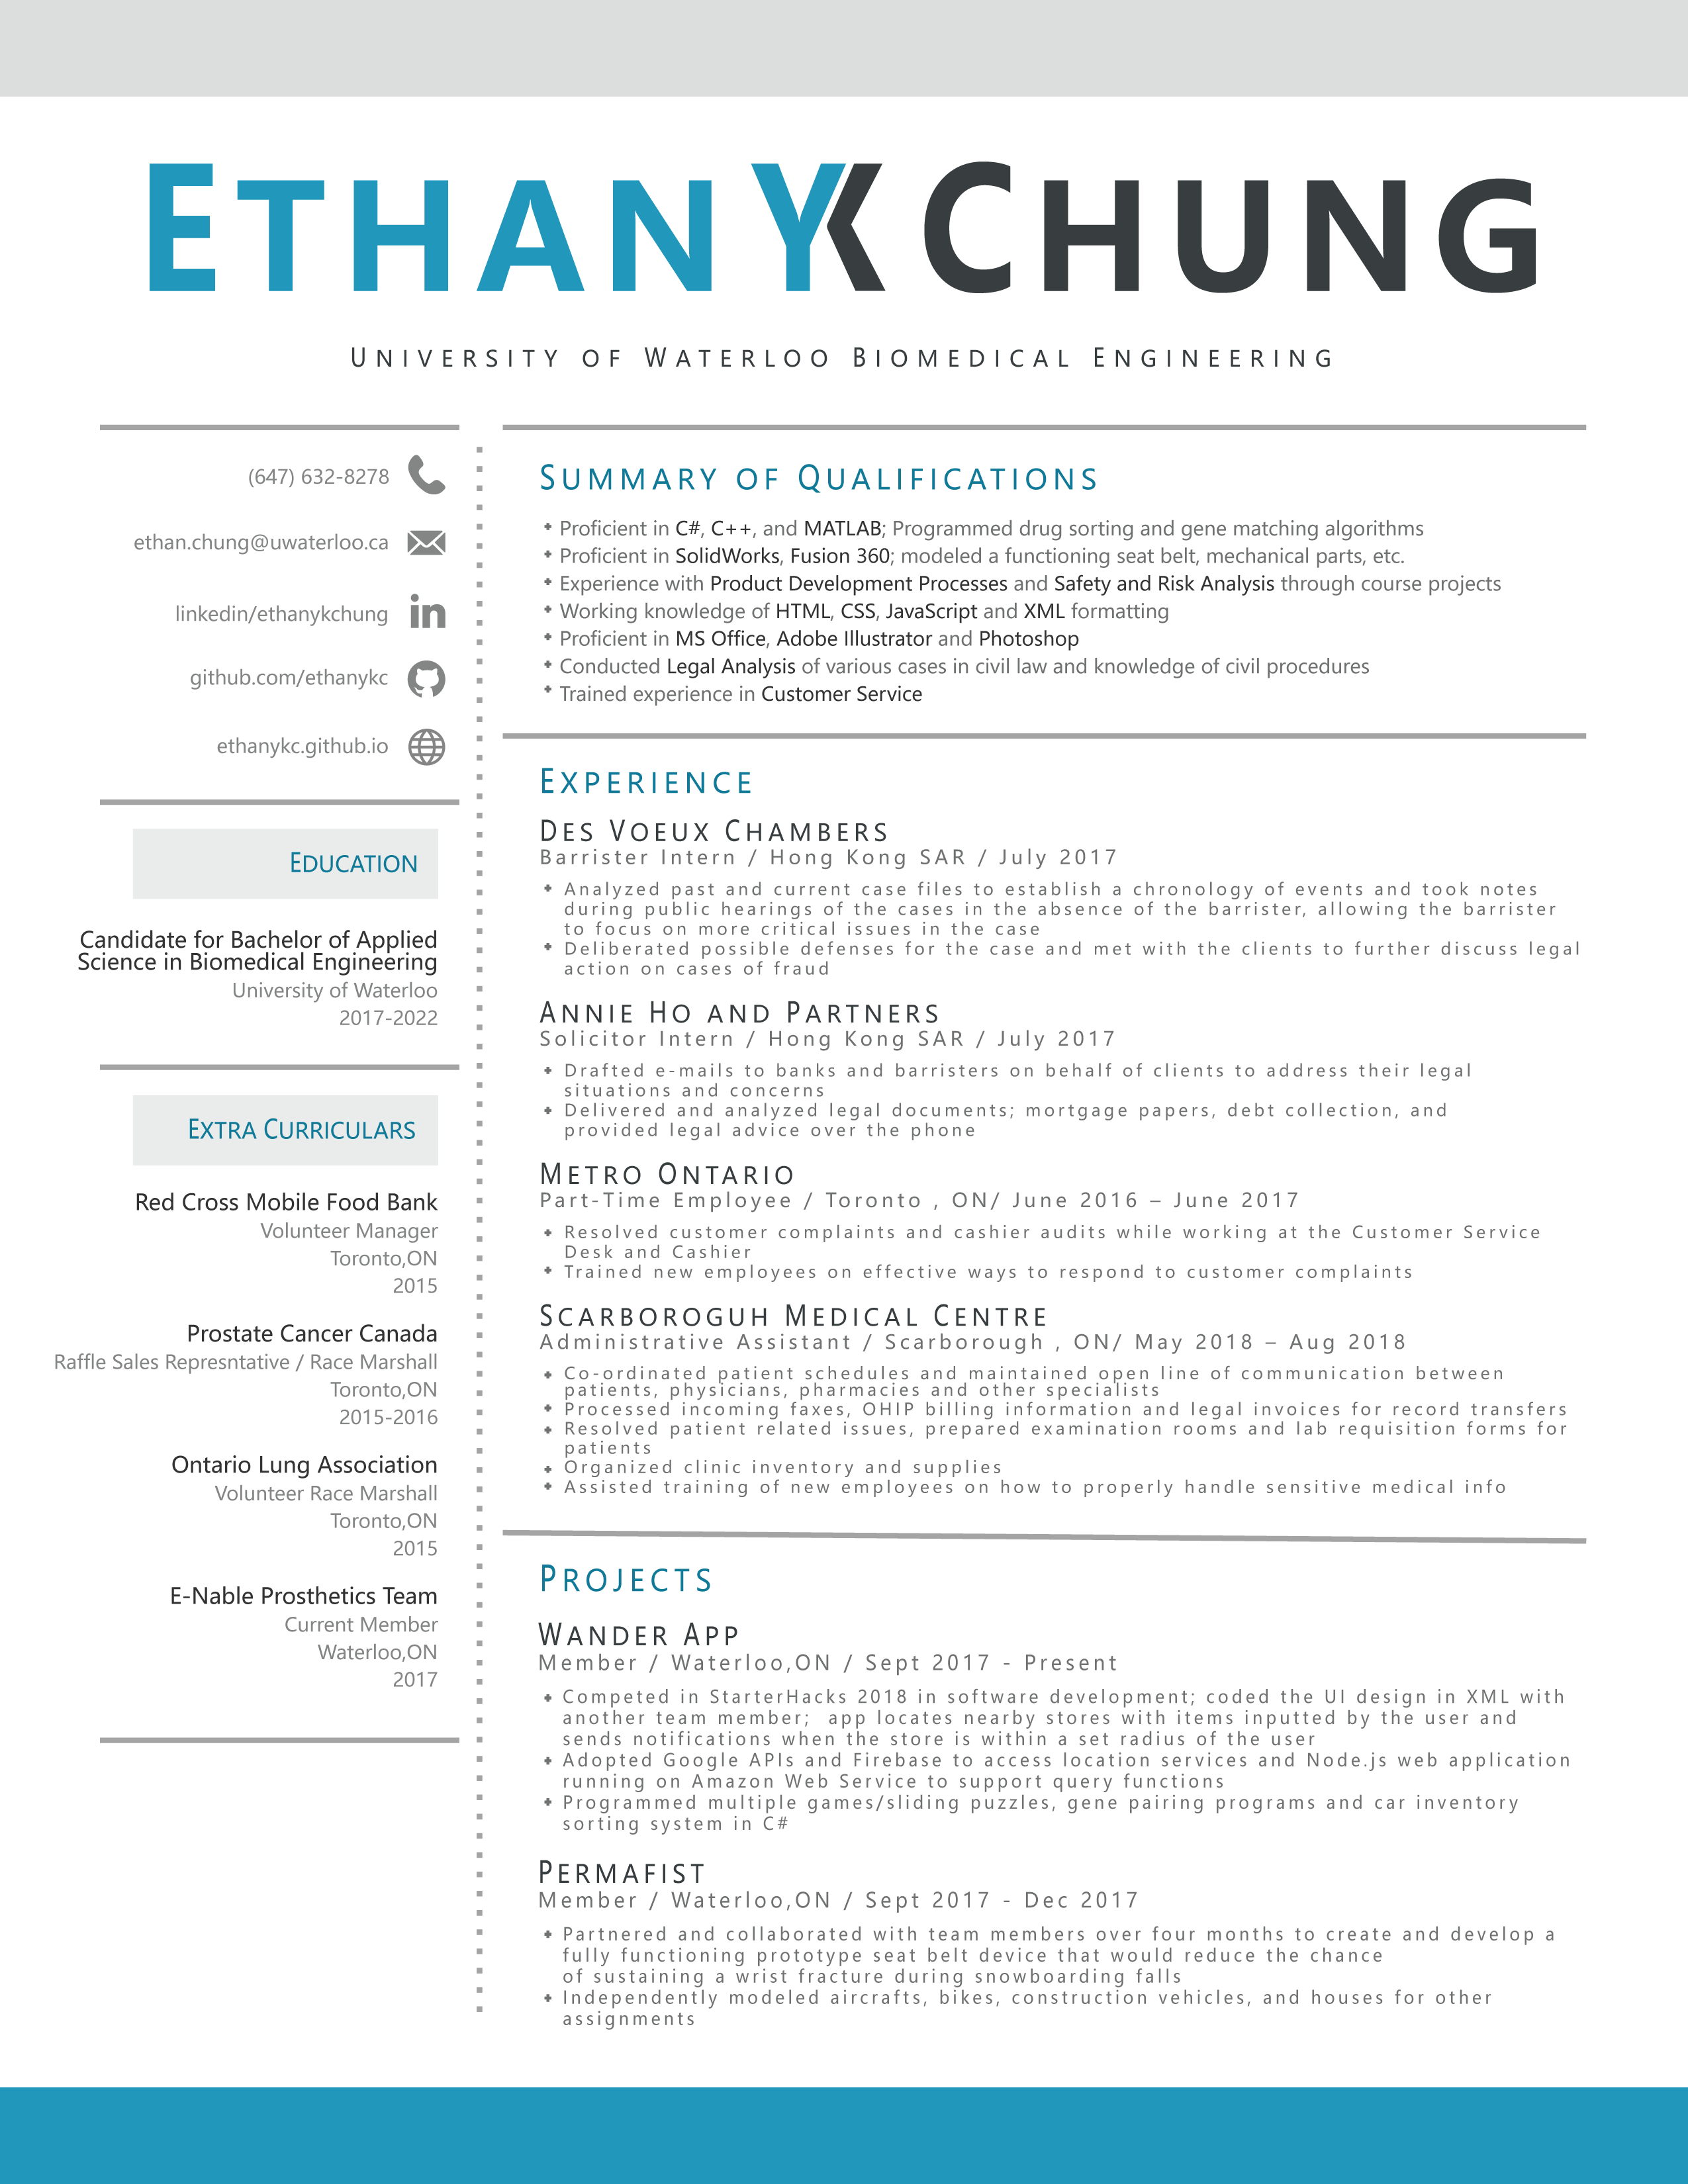 ETHAN YK CHUNG
UNIVERSITY OF WATERLOO BIOMEDICAL ENGINEERING
(647) 632-8278
ethan.chung@uwaterloo.ca
linkedin/ethanykchung
github.com/ethanykc
ethanykc.github.io
EDUCATION
Candidate for Bachelor of Applied
Science in Biomedical Engineering
University of Waterloo
2017-2022
EXTRA CURRICULARS
Red Cross Mobile Food Bank
Volunteer Manager
Toronto,ON
2015
Prostate Cancer Canada
Raffle Sales Represntative / Race Marshall
Toronto,ON
2015-2016
Ontario Lung Association
Volunteer Race Marshall
Toronto,ON
2015
E-Nable Prosthetics Team
Current Member
Waterloo,ON
2017
SUMMARY OF QUALIFICATIONS
Proficient in C#, C++, and MATLAB; Programmed drug sorting and gene matching algorithms
Proficient in SolidWorks, Fusion 360; modeled a functioning seat belt, mechanical parts, etc.
Experience with Product Development Processes and Safety and Risk Analysis through course projects
Working knowledge of HTML, CSS, JavaScript and XML formatting
Proficient in MS Office, Adobe Illustrator and Photoshop
Conducted Legal Analysis of various cases in civil law and knowledge of civil procedures
Trained experience in Customer Service
EXPERIENCE
DES VOEUX CHAMBERS
Barrister Intern / Hong Kong SAR / July 2017
Analyzed past and current case files to establish a chronology of events and took notes
during public hearings of the cases in the absence of the barrister, allowing the barrister
to focus on more critical issues in the case
Deliberated possible defenses for the case and met with the clients to further discuss legal
action on cases of fraud
ANNIE HO AND PARTNERS
Solicitor Intern / Hong Kong SAR / July 2017
Drafted e-mails to banks and barristers on behalf of clients to address their legal
situations and concerns
Delivered and analyzed legal documents; mortgage papers, debt collection, and
provided legal advice over the phone
METRO ONTARIO
Part-Time Employee / Toronto , ON/ June 2016 – June 2017
Resolved customer complaints and cashier audits while working at the Customer Service
Desk and Cashier
Trained new employees on effective ways to respond to customer complaints
SCARBOROGUH MEDICAL CENTRE
Administrative Assistant / Scarborough , ON/ May 2018 – Aug 2018
Co-ordinated patient schedules and maintained open line of communication between
patients, physicians, pharmacies and other specialists
Processed incoming faxes, OHIP billing information and legal invoices for record transfers
Resolved patient related issues, prepared examination rooms and lab requisition forms for
patients
Organized clinic inventory and supplies
Assisted training of new employees on how to properly handle sensitive medical info
PROJECTS
WANDER APP
Member / Waterloo,ON / Sept 2017 - Present
Competed in StarterHacks 2018 in software development; coded the UI design in XML with
another team member;  app locates nearby stores with items inputted by the user and
sends notifications when the store is within a set radius of the user
Adopted Google APIs and Firebase to access location services and Node.js web application
running on Amazon Web Service to support query functions
Programmed multiple games/sliding puzzles, gene pairing programs and car inventory
sorting system in C#
PERMAFIST
Member / Waterloo,ON / Sept 2017 - Dec 2017
Partnered and collaborated with team members over four months to create and develop a
fully functioning prototype seat belt device that would reduce the chance
of sustaining a wrist fracture during snowboarding falls
Independently modeled aircrafts, bikes, construction vehicles, and houses for other
assignments